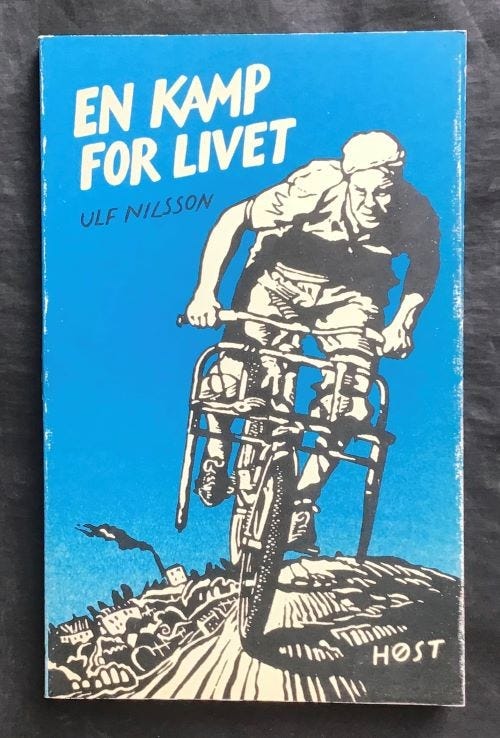 EN KAMP
FOR LIVET
ULF NILSSON
HØST